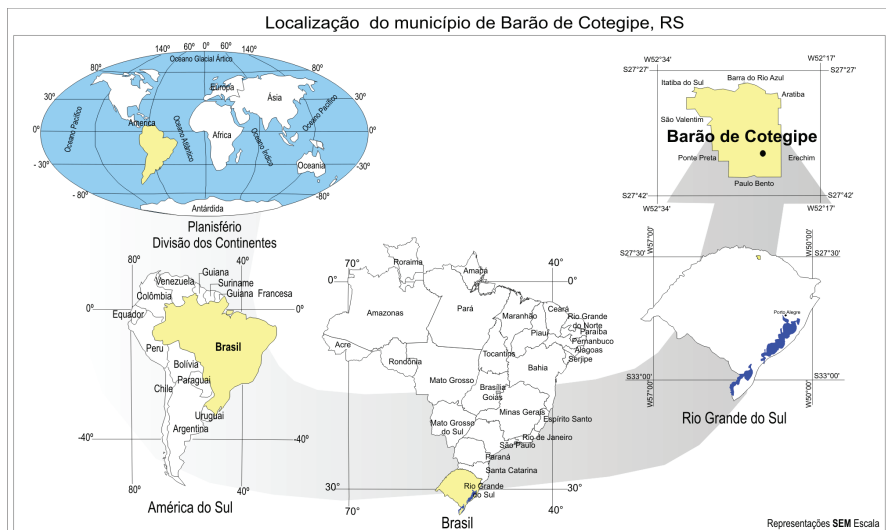 Localização do município de Barão de Cotegipe, RS
140º 60º 0º 60º 140º
80º
Oceano Glacial Ártico
80º
Europa
Ásia
30º
30º
Oceano Pacífico
América
Oceano Atlântico
África
Oceano Índico
Oceano Pacífico
0º
0º
- 30º
- 30º
Oceania
- 80º
- 80º
Antárdida
Planisfério
Divisão dos Continentes
W52°34'
W52°17'
S27°27'
S27°27'
Itatiba do Sul
Barra do Rio Azul
Aratiba
São Valentim
Barão de Cotegipe
Ponte Preta
Erechim
Paulo Bento
S27°42'
S27°42'
W52°34'
W52°17'
80º
40º
Guiana
Venezuela
Suriname
Colômbia
Guiana Francesa
0º
0º
Equador
Brasil
Peru
Bolívia
Paraguai
Chile
Uruguai
Argentina
-40º
-40º
80º
40º
América do Sul
70º
40º
Roraima
Amapá
0º
0º
Amazonas
Pará
Maranhão
Ceará
Rio Grande
do Norte
Paraíba
Piauí
Pernambuco
Acre
Alagoas
Serjipe
Rondônia
Tocantins
Bahia
Mato Grosso
Brasília
Goiás
Minas Gerais
Espírito Santo
Mato Grosso
do Sul
Rio de Janeiro
São Paulo
Paraná
Santa Catarina
Rio Grande
do Sul
30º
30º
70º
40º
Brasil
W57°00'
W50°00'
S27°30'
S27°30'
Porto Alegre
S33°00'
S33°00'
W57°00'
W50°00'
Rio Grande do Sul
Representações SEM Escala